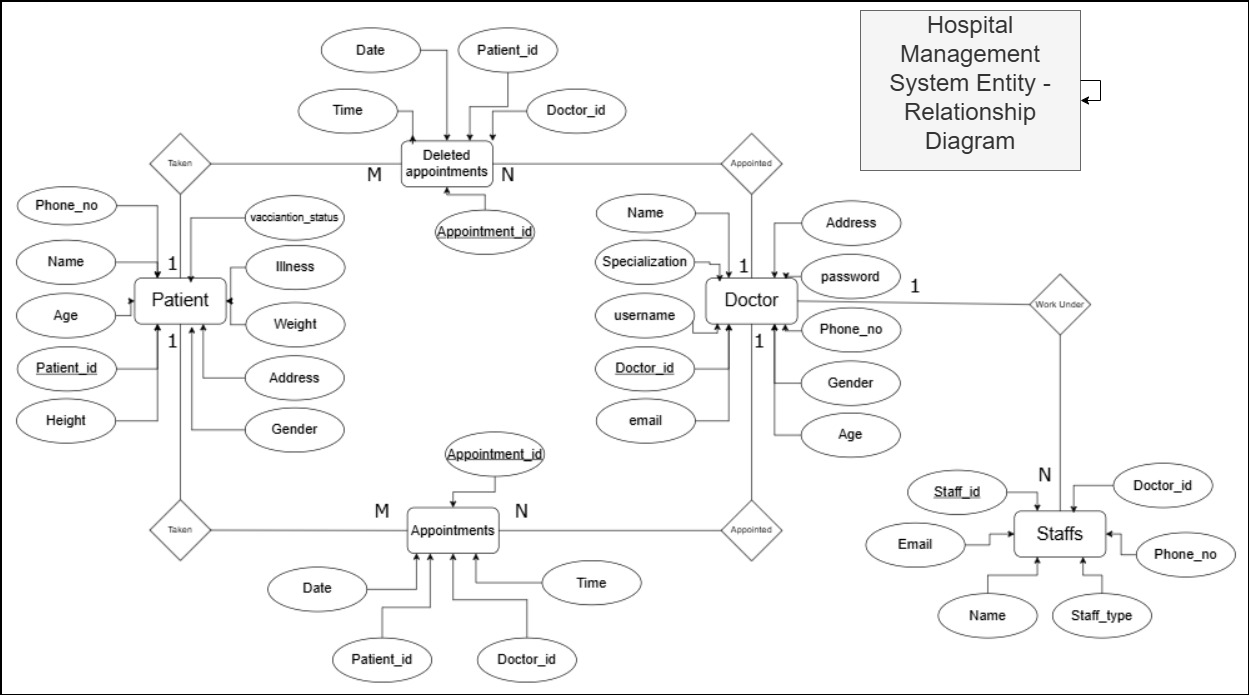 Hospital
Management
System Entity -
Relationship
Diagram
Date
Patient_id
Time
Doctor_id
Deleted
appointments
Taken
M
N
Appointed
Appointment_id
Phone_no
vacciantion_status
Name
Illness
1
Patient
Age
Weight
1
Patient_id
Address
Height
Gender
Name
Address
Specialization
1
password
Doctor
1
Work Under
username
Phone_no
1
Doctor_id
Gender
email
Age
Appointment_id
Taken
M
N
Appointments
Appointed
Date
Time
Patient_id
Doctor_id
N
Staff_id
Doctor_id
Staffs
Email
Phone_no
Name
Staff_type